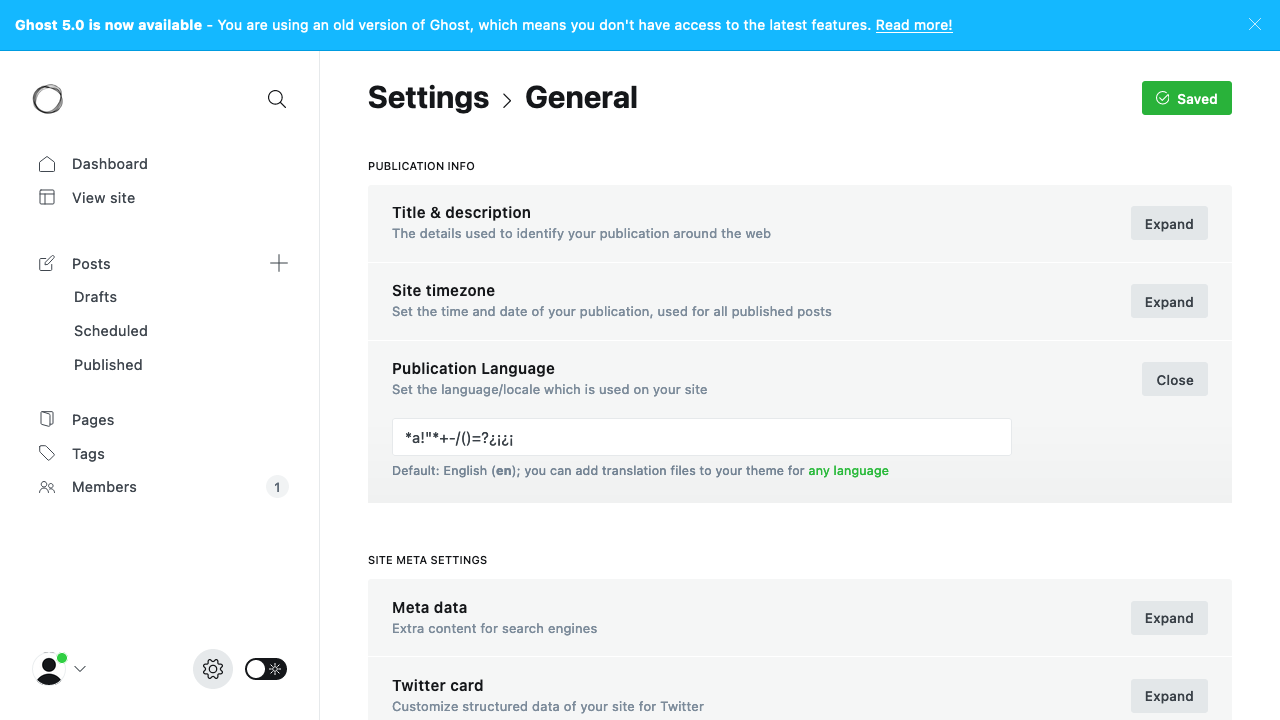 Ghost 5.0 is now available - You are using an old version of Ghost, which means you don't have access to the latest features. Read more!
Settings > General
Saved
Dashboard
View site
Posts
Drafts
Scheduled
Published
Pages
Tags
Members 1
PUBLICATION INFO
Title & description
The details used to identify your publication around the web
Expand
Site timezone
Set the time and date of your publication, used for all published posts
Expand
Publication Language
Set the language/locale which is used on your site
Close
*a!"*+-/()=?¿¡¿¡
Default: English (en); you can add translation files to your theme for any language
SITE META SETTINGS
Meta data
Extra content for search engines
Expand
Twitter card
Customize structured data of your site for Twitter
Expand